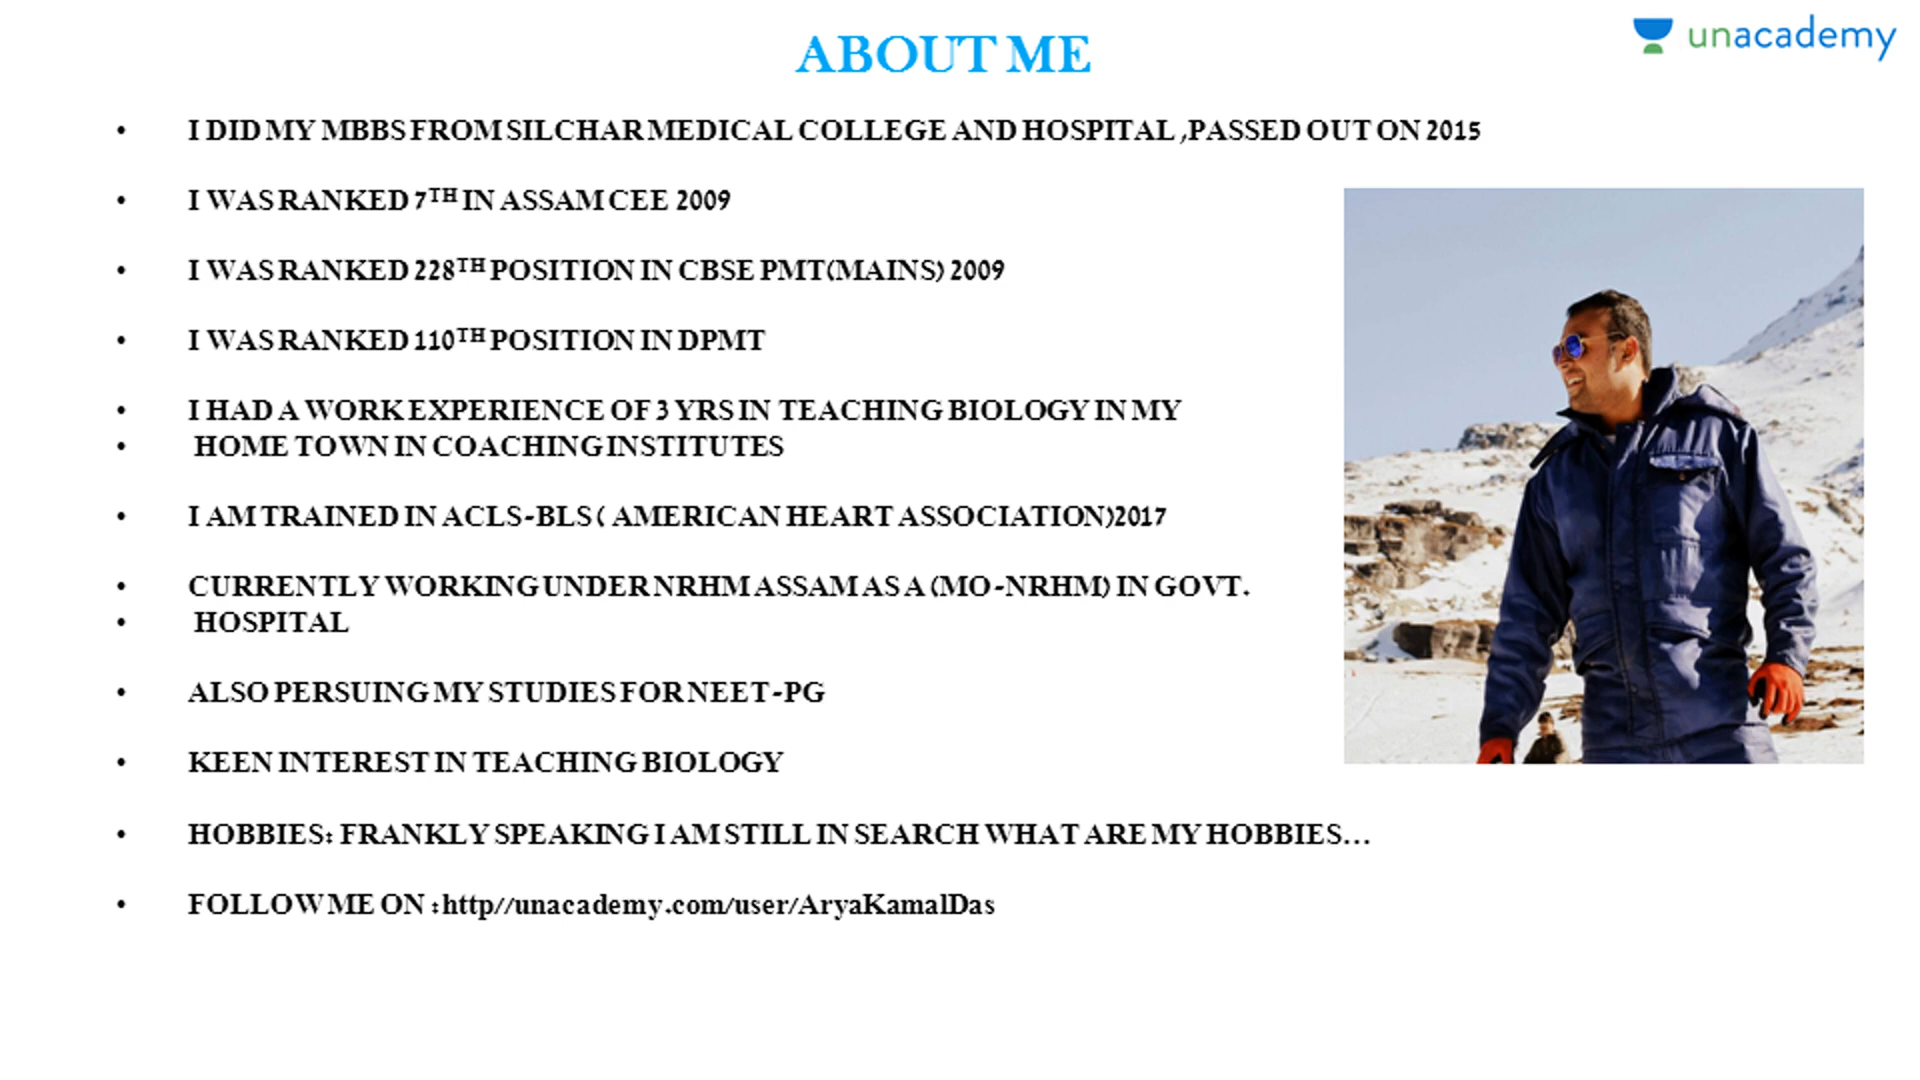 ABOUT ME
unacademy
• I DID MY MBBS FROM SILCHAR MEDICAL COLLEGE AND HOSPITAL ,PASSED OUT ON 2015
• I WAS RANKED 7TH IN ASSAM CEE 2009
• I WAS RANKED 228TH POSITION IN CBSE PMT(MAINS) 2009
• I WAS RANKED 110TH POSITION IN DPMT
• I HAD A WORK EXPERIENCE OF 3 YRS IN TEACHING BIOLOGY IN MY
• HOME TOWN IN COACHING INSTITUTES
• I AM TRAINED IN ACLS-BLS ( AMERICAN HEART ASSOCIATION)2017
• CURRENTLY WORKING UNDER NRHM ASSAM AS A (MO-NRHM) IN GOVT.
• HOSPITAL
• ALSO PERSUING MY STUDIES FOR NEET-PG
• KEEN INTEREST IN TEACHING BIOLOGY
• HOBBIES: FRANKLY SPEAKING I AM STILL IN SEARCH WHAT ARE MY HOBBIES…
• FOLLOW ME ON :http//unacademy.com/user/AryaKamalDas